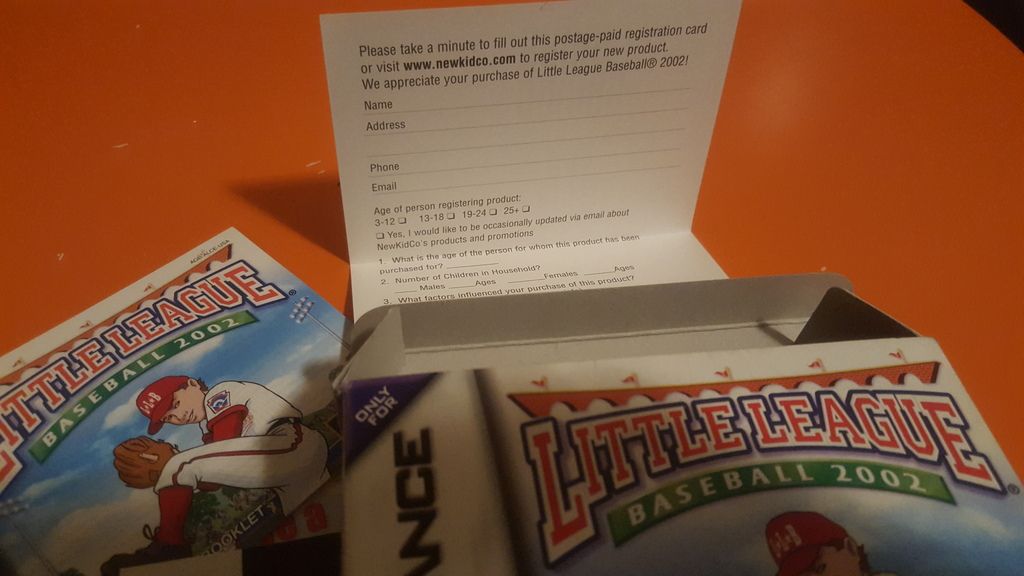 Please take a minute to fill out this postage-paid registration card
or visit www.newkidco.com to register your new product.
We appreciate your purchase of Little League Baseball® 2002!
Name
Address
Phone
Email
Age of person registering product:
3-12 ❏ 13-18 ❏ 19-24 ❏ 25+ ❏
❏ Yes, I would like to be occasionally updated via email about
NewKidCo's products and promotions
1. What is the age of the person for whom this product has been
purchased for? ________
2. Number of Children in Household?
_____ Males _____Ages ______Females _____Ages
3. What factors influenced your purchase of this product?
LITTLE LEAGUE®
BASEBALL 2002
BOOKLET
ONLY
FOR
NCE
LITTLE LEAGUE®
BASEBALL 2002